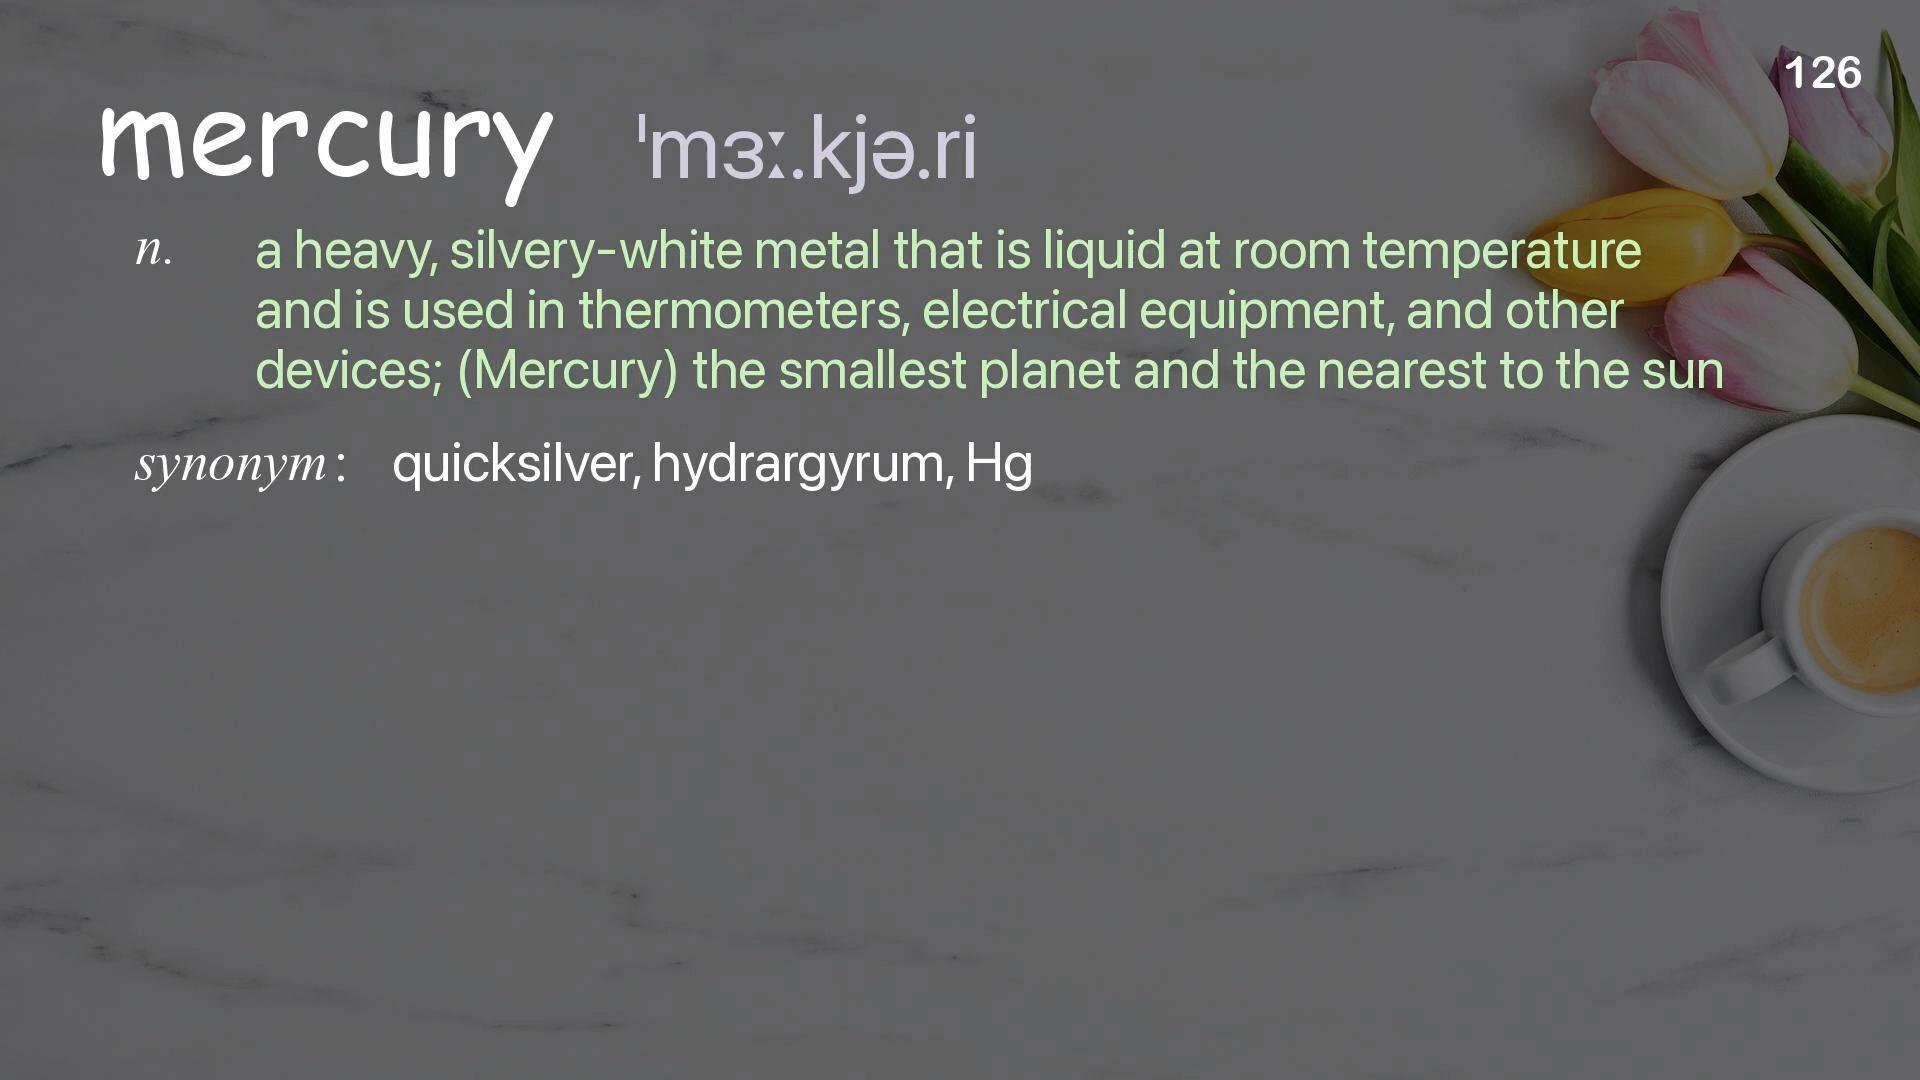 126
mercury ˈmɜː.kjə.ri
n. a heavy, silvery-white metal that is liquid at room temperature
and is used in thermometers, electrical equipment, and other
devices; (Mercury) the smallest planet and the nearest to the sun
synonym: quicksilver, hydrargyrum, Hg